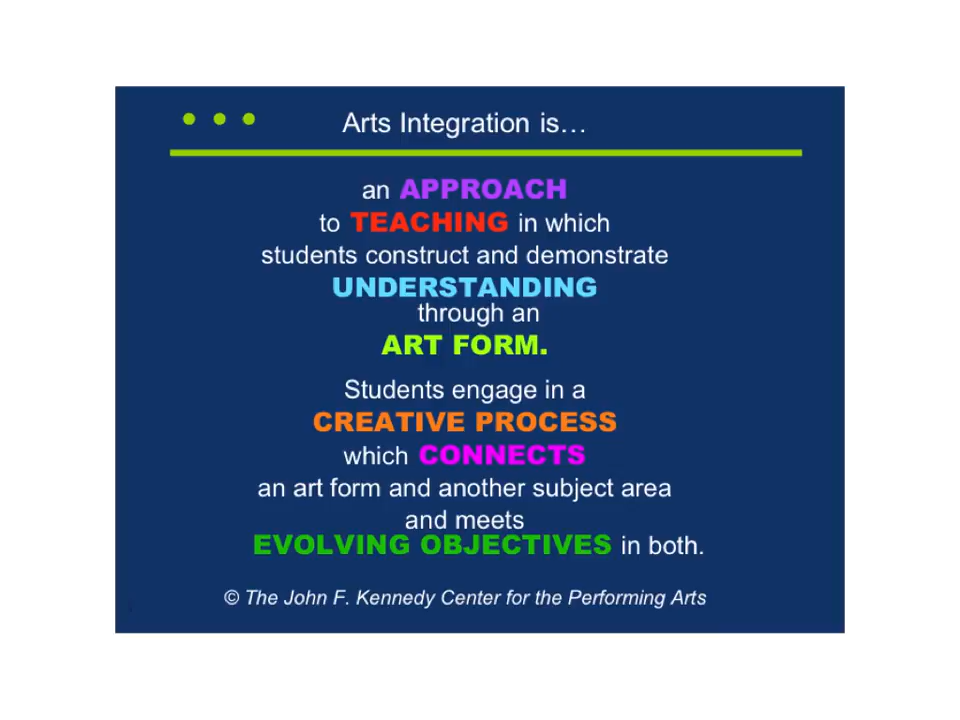 Arts Integration is…
an APPROACH
to TEACHING in which
students construct and demonstrate
UNDERSTANDING
through an
ART FORM.
Students engage in a
CREATIVE PROCESS
which CONNECTS
an art form and another subject area
and meets
EVOLVING OBJECTIVES in both.
© The John F. Kennedy Center for the Performing Arts